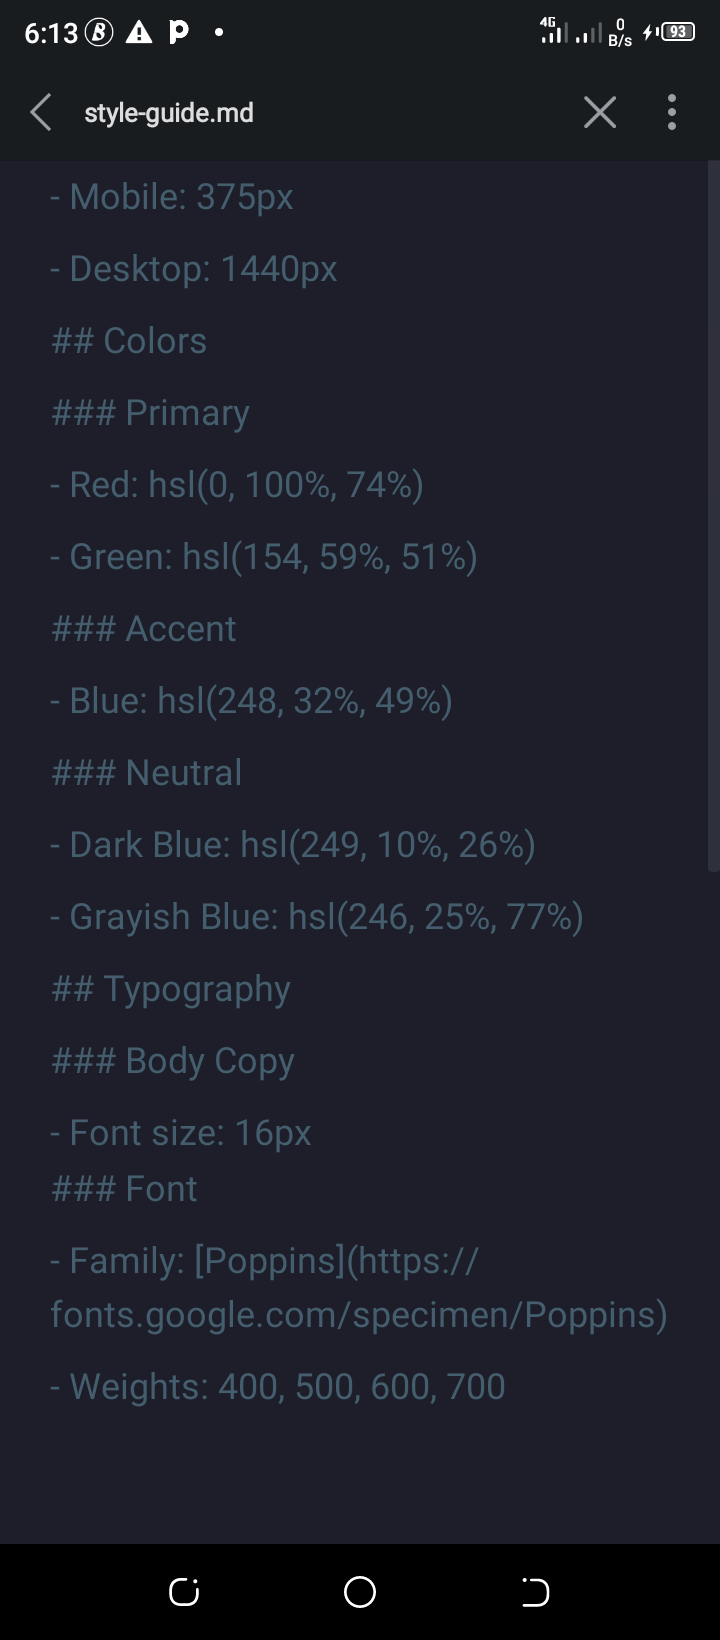 6:13
4G
0
B/s
93
style-guide.md
- Mobile: 375px
- Desktop: 1440px
## Colors
### Primary
- Red: hsl(0, 100%, 74%)
- Green: hsl(154, 59%, 51%)
### Accent
- Blue: hsl(248, 32%, 49%)
### Neutral
- Dark Blue: hsl(249, 10%, 26%)
- Grayish Blue: hsl(246, 25%, 77%)
## Typography
### Body Copy
- Font size: 16px
### Font
- Family: [Poppins](https://
fonts.google.com/specimen/Poppins)
- Weights: 400, 500, 600, 700